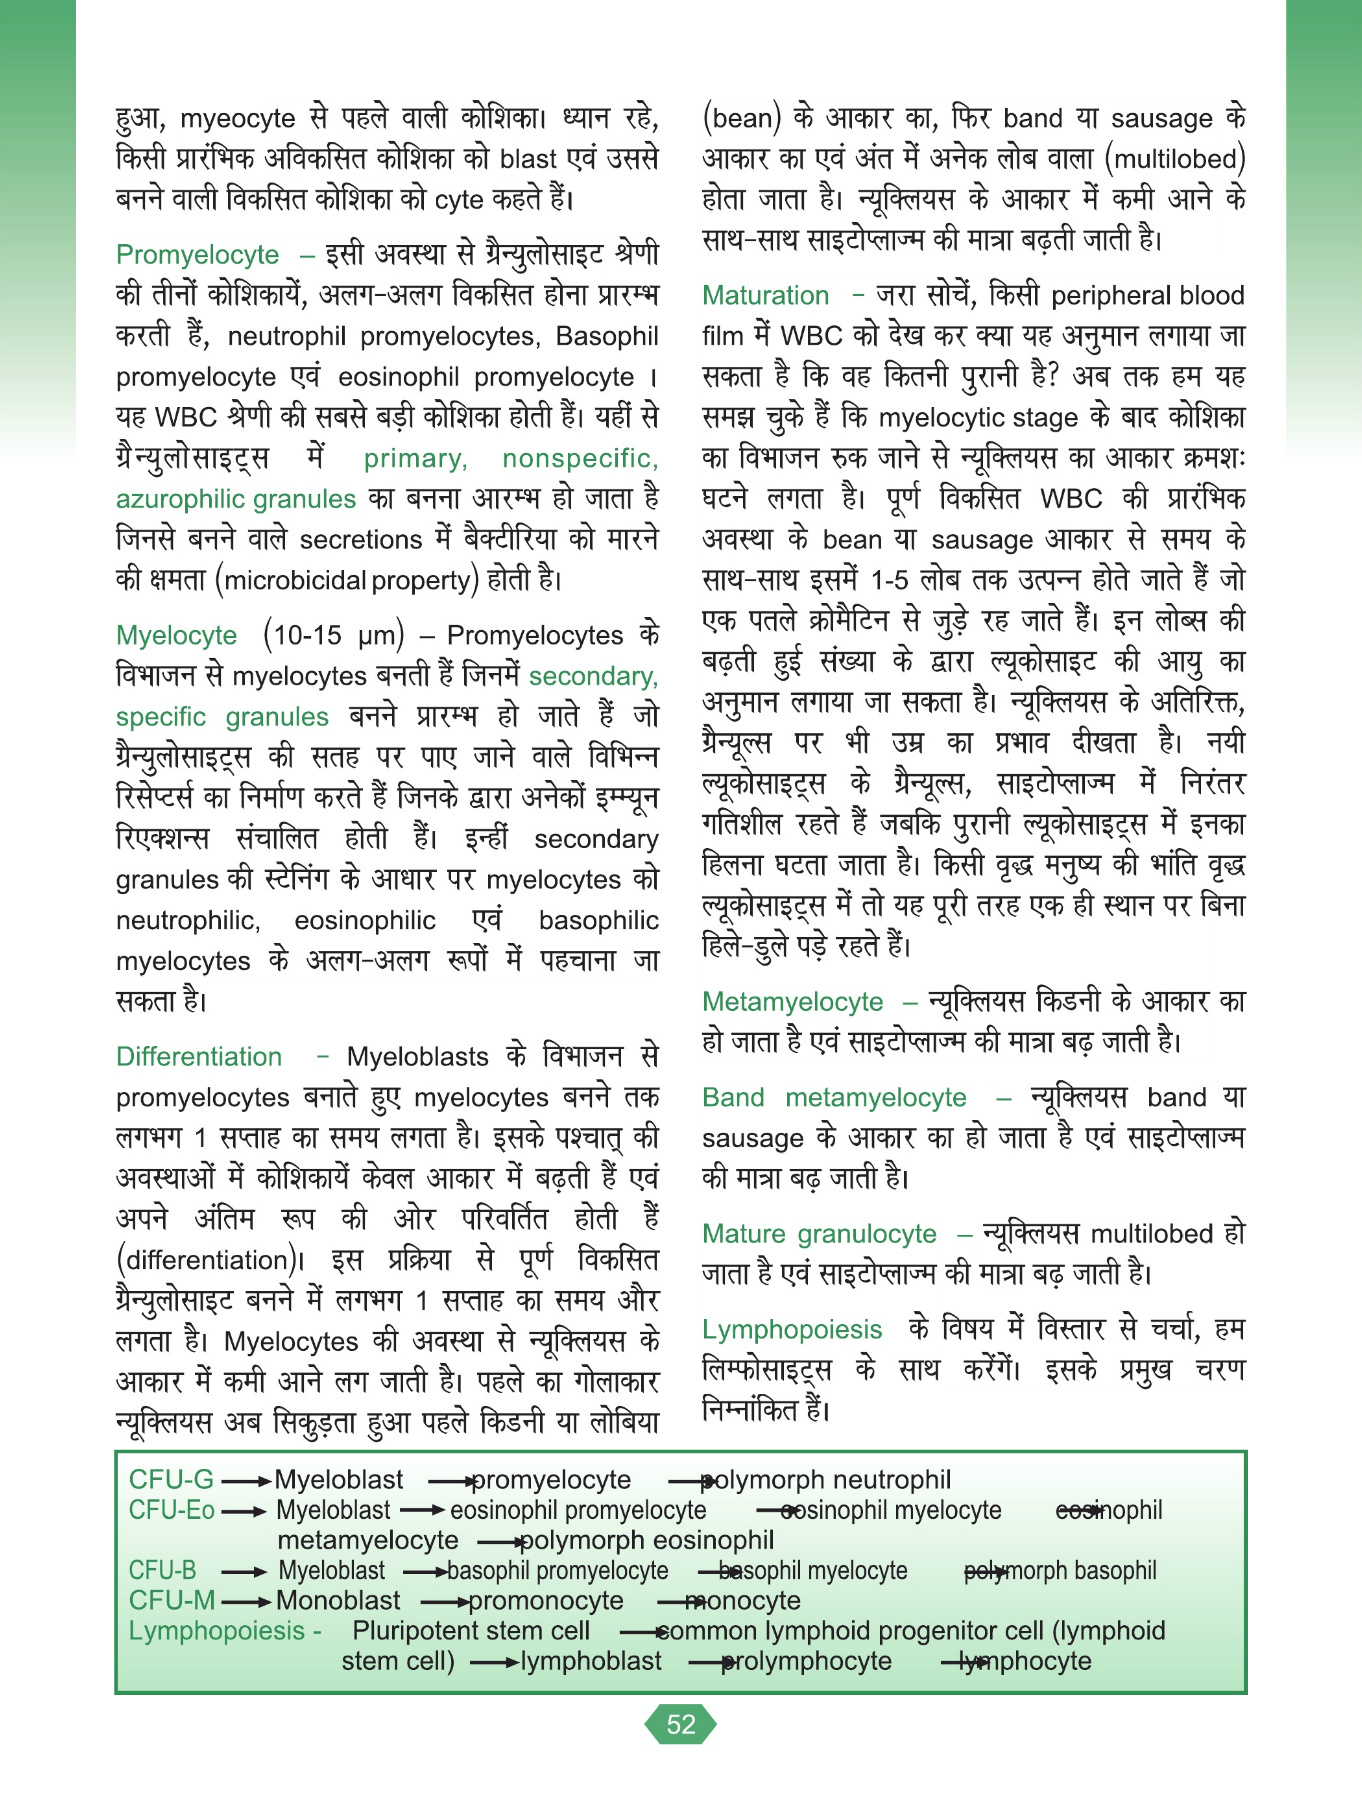 हुआ, myeocyte से पहले वाली कोशिका। ध्यान रहे,
किसी प्रारंभिक अविकसित कोशिका को blast एवं उससे
बनने वाली विकसित कोशिका को cyte कहते हैं।
Promyelocyte – इसी अवस्था से ग्रैन्युलोसाइट श्रेणी
की तीनों कोशिकायें, अलग-अलग विकसित होना प्रारम्भ
करती हैं, neutrophil promyelocytes, Basophil
promyelocyte एवं eosinophil promyelocyte ।
यह WBC श्रेणी की सबसे बड़ी कोशिका होती हैं। यहीं से
ग्रैन्युलोसाइट्स में primary, nonspecific,
azurophilic granules का बनना आरम्भ हो जाता है
जिनसे बनने वाले secretions में बैक्टीरिया को मारने
की क्षमता (microbicidal property) होती है।
Myelocyte (10-15 µm) – Promyelocytes के
विभाजन से myelocytes बनती हैं जिनमें secondary,
specific granules बनने प्रारम्भ हो जाते हैं जो
ग्रैन्युलोसाइट्स की सतह पर पाए जाने वाले विभिन्न
रिसेप्टर्स का निर्माण करते हैं जिनके द्वारा अनेकों इम्म्यून
रिएक्शन्स संचालित होती हैं। इन्हीं secondary
granules की स्टेनिंग के आधार पर myelocytes को
neutrophilic, eosinophilic एवं basophilic
myelocytes के अलग-अलग रूपों में पहचाना जा
सकता है।
Differentiation - Myeloblasts के विभाजन से
promyelocytes बनाते हुए myelocytes बनने तक
लगभग 1 सप्ताह का समय लगता है। इसके पश्चात् की
अवस्थाओं में कोशिकायें केवल आकार में बढ़ती हैं एवं
अपने अंतिम रूप की ओर परिवर्तित होती हैं
(differentiation)। इस प्रक्रिया से पूर्ण विकसित
ग्रैन्युलोसाइट बनने में लगभग 1 सप्ताह का समय और
लगता है। Myelocytes की अवस्था से न्यूक्लियस के
आकार में कमी आने लग जाती है। पहले का गोलाकार
न्यूक्लियस अब सिकुड़ता हुआ पहले किडनी या लोबिया
(bean) के आकार का, फिर band या sausage के
आकार का एवं अंत में अनेक लोब वाला (multilobed)
होता जाता है। न्यूक्लियस के आकार में कमी आने के
साथ-साथ साइटोप्लाज्म की मात्रा बढ़ती जाती है।
Maturation - जरा सोचें, किसी peripheral blood
film में WBC को देख कर क्या यह अनुमान लगाया जा
सकता है कि वह कितनी पुरानी है? अब तक हम यह
समझ चुके हैं कि myelocytic stage के बाद कोशिका
का विभाजन रुक जाने से न्यूक्लियस का आकार क्रमशः
घटने लगता है। पूर्ण विकसित WBC की प्रारंभिक
अवस्था के bean या sausage आकार से समय के
साथ-साथ इसमें 1-5 लोब तक उत्पन्न होते जाते हैं जो
एक पतले क्रोमैटिन से जुड़े रह जाते हैं। इन लोब्स की
बढ़ती हुई संख्या के द्वारा ल्यूकोसाइट की आयु का
अनुमान लगाया जा सकता है। न्यूक्लियस के अतिरिक्त,
ग्रैन्यूल्स पर भी उम्र का प्रभाव दीखता है। नयी
ल्यूकोसाइट्स के ग्रैन्यूल्स, साइटोप्लाज्म में निरंतर
गतिशील रहते हैं जबकि पुरानी ल्यूकोसाइट्स में इनका
हिलना घटता जाता है। किसी वृद्ध मनुष्य की भांति वृद्ध
ल्यूकोसाइट्स में तो यह पूरी तरह एक ही स्थान पर बिना
हिले-डुले पड़े रहते हैं।
Metamyelocyte – न्यूक्लियस किडनी के आकार का
हो जाता है एवं साइटोप्लाज्म की मात्रा बढ़ जाती है।
Band metamyelocyte – न्यूक्लियस band या
sausage के आकार का हो जाता है एवं साइटोप्लाज्म
की मात्रा बढ़ जाती है।
Mature granulocyte – न्यूक्लियस multilobed हो
जाता है एवं साइटोप्लाज्म की मात्रा बढ़ जाती है।
Lymphopoiesis के विषय में विस्तार से चर्चा, हम
लिम्फोसाइट्स के साथ करेंगें। इसके प्रमुख चरण
निम्नांकित हैं।
CFU-G → Myeloblast → promyelocyte → polymorph neutrophil
CFU-Eo → Myeloblast → eosinophil promyelocyte → eosinophil myelocyte → eosinophil
metamyelocyte → polymorph eosinophil
CFU-B → Myeloblast → basophil promyelocyte → basophil myelocyte → polymorph basophil
CFU-M → Monoblast → promonocyte → monocyte
Lymphopoiesis - Pluripotent stem cell → common lymphoid progenitor cell (lymphoid
stem cell) → lymphoblast → prolymphocyte → lymphocyte
52